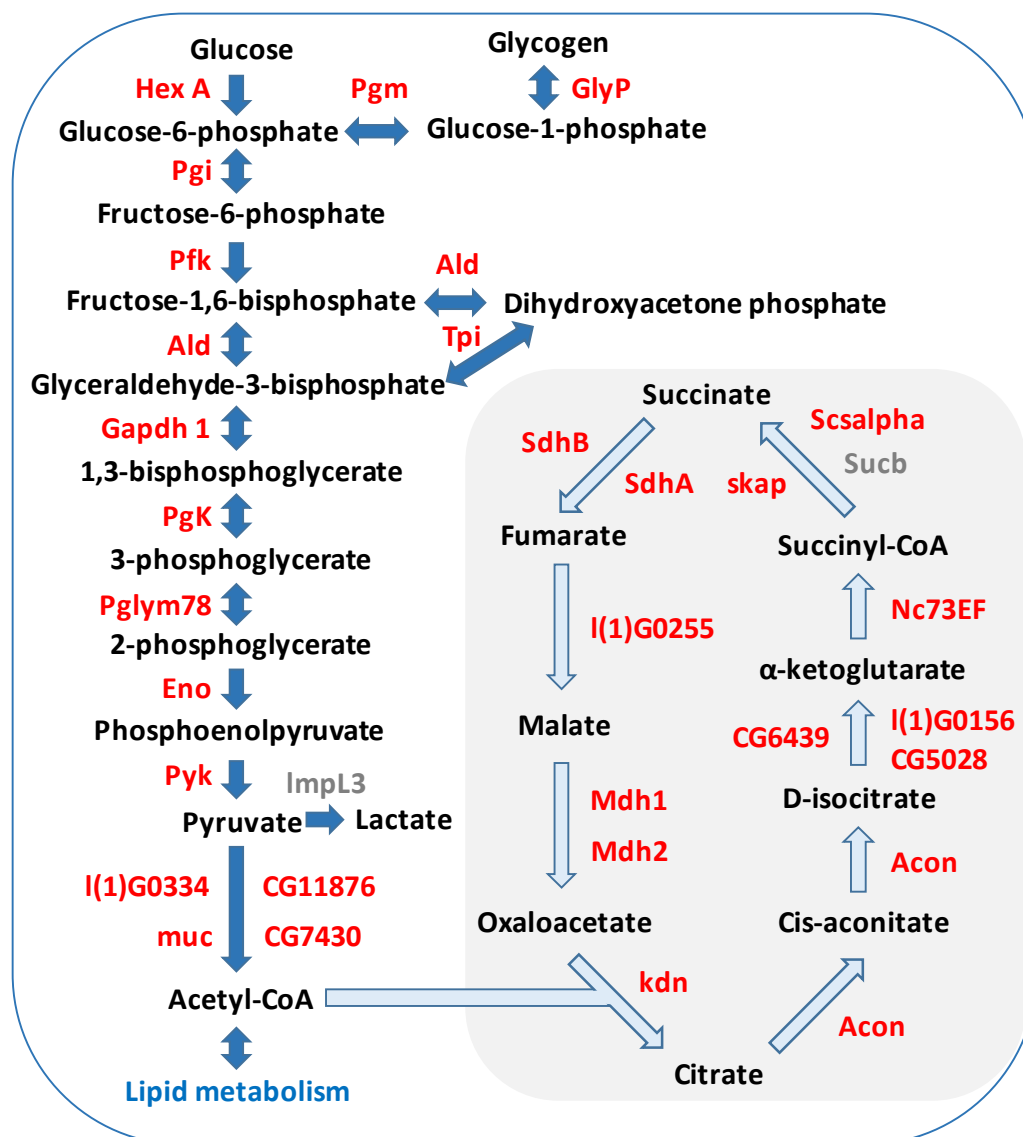 Glucose
Glycogen
Hex A
Pgm
GlyP
Glucose-6-phosphate
Glucose-1-phosphate
Pgi
Fructose-6-phosphate
Pfk
Ald
Fructose-1,6-bisphosphate
Dihydroxyacetone phosphate
Ald
Tpi
Glyceraldehyde-3-bisphosphate
Gapdh 1
1,3-bisphosphoglycerate
PgK
3-phosphoglycerate
Pglym78
2-phosphoglycerate
Eno
Phosphoenolpyruvate
Pyk
ImpL3
Pyruvate
Lactate
l(1)G0334
CG11876
muc
CG7430
Acetyl-CoA
Lipid metabolism
Succinate
SdhB
SdhA
Scsalpha
Sucb
skap
Fumarate
Succinyl-CoA
l(1)G0255
Nc73EF
α-ketoglutarate
Malate
CG6439
l(1)G0156
CG5028
Mdh1
Mdh2
D-isocitrate
Acon
Oxaloacetate
Cis-aconitate
kdn
Acon
Citrate